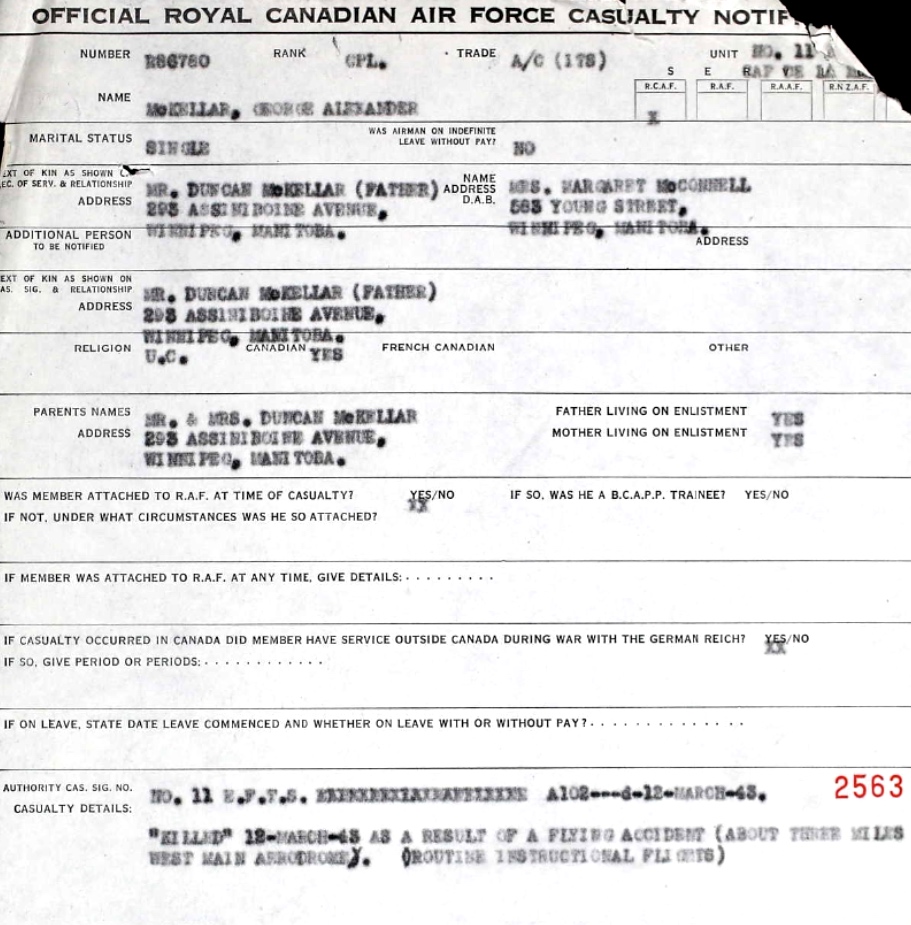 OFFICIAL ROYAL CANADIAN AIR FORCE CASUALTY NOTIF
NUMBER R86780 RANK CPL. TRADE A/C (178) UNIT NO. 11
S E RAF DE LA
R.C.A.F. R.A.F. R.A.A.F. R.N.Z.A.F.
NAME McKELLAR, GEORGE ALEXANDER X
MARITAL STATUS SINGLE WAS AIRMAN ON INDEFINITE LEAVE WITHOUT PAY? NO
EXT OF KIN AS SHOWN
EC. OF SERV. & RELATIONSHIP MR. DUNCAN McKELLAR (FATHER) NAME MRS. MARGARET McCONNELL
ADDRESS 293 ASSINIBOINE AVENUE, ADDRESS D.A.B. 583 YOUNG STREET,
WINNIPEG, MANITOBA. WINNIPEG, MANITOBA.
ADDITIONAL PERSON TO BE NOTIFIED ADDRESS
EXT OF KIN AS SHOWN ON
AS. SIG. & RELATIONSHIP MR. DUNCAN McKELLAR (FATHER)
ADDRESS 293 ASSINIBOINE AVENUE,
WINNIPEG, MANITOBA.
RELIGION U.C. CANADIAN YES FRENCH CANADIAN OTHER
PARENTS NAMES MR. & MRS. DUNCAN McKELLAR FATHER LIVING ON ENLISTMENT YES
ADDRESS 293 ASSINIBOINE AVENUE, MOTHER LIVING ON ENLISTMENT YES
WINNIPEG, MANITOBA.
WAS MEMBER ATTACHED TO R.A.F. AT TIME OF CASUALTY? YES/NO IF SO, WAS HE A B.C.A.P.P. TRAINEE? YES/NO
XX
IF NOT, UNDER WHAT CIRCUMSTANCES WAS HE SO ATTACHED?
IF MEMBER WAS ATTACHED TO R.A.F. AT ANY TIME, GIVE DETAILS: . . . . . . . . .
IF CASUALTY OCCURRED IN CANADA DID MEMBER HAVE SERVICE OUTSIDE CANADA DURING WAR WITH THE GERMAN REICH? YES/NO
XX
IF SO, GIVE PERIOD OR PERIODS: . . . . . . . . . . . .
IF ON LEAVE, STATE DATE LEAVE COMMENCED AND WHETHER ON LEAVE WITH OR WITHOUT PAY? . . . . . . . . . . . . . .
AUTHORITY CAS. SIG. NO. NO. 11 E.F.T.S. A102---d-12-MARCH-43. 2563
CASUALTY DETAILS:
"KILLED" 12-MARCH-43 AS A RESULT OF A FLYING ACCIDENT (ABOUT THREE MILES
WEST MAIN AERODROME). (ROUTINE INSTRUCTIONAL FLIGHTS)